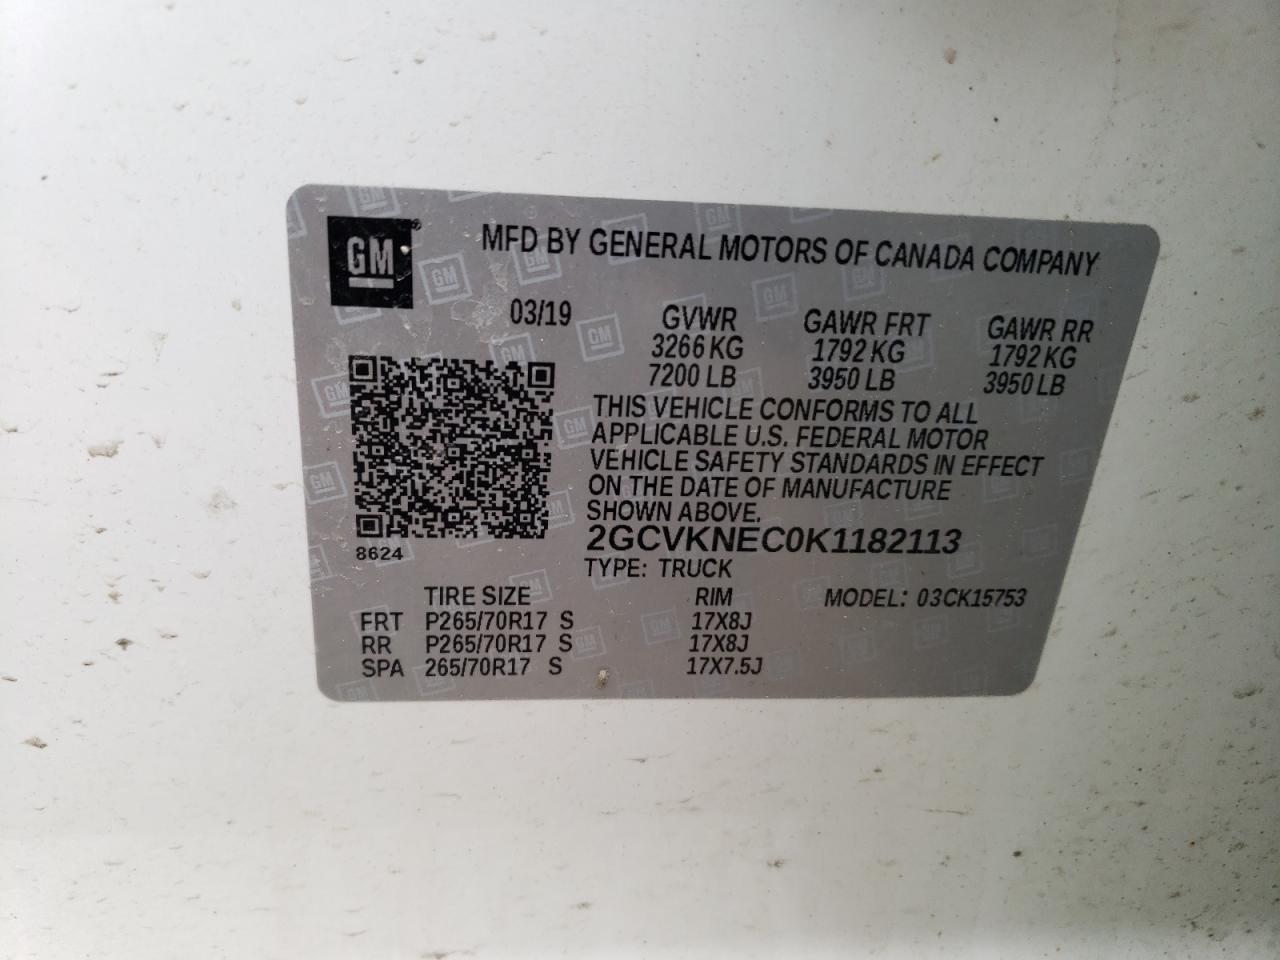 GM
MFD BY GENERAL MOTORS OF CANADA COMPANY
03/19
GVWR GAWR FRT GAWR RR
3266 KG 1792 KG 1792 KG
7200 LB 3950 LB 3950 LB
THIS VEHICLE CONFORMS TO ALL
APPLICABLE U.S. FEDERAL MOTOR
VEHICLE SAFETY STANDARDS IN EFFECT
ON THE DATE OF MANUFACTURE
SHOWN ABOVE.
2GCVKNEC0K1182113
8624
TYPE: TRUCK
TIRE SIZE RIM MODEL: 03CK15753
FRT P265/70R17 S 17X8J
RR P265/70R17 S 17X8J
SPA 265/70R17 S 17X7.5J